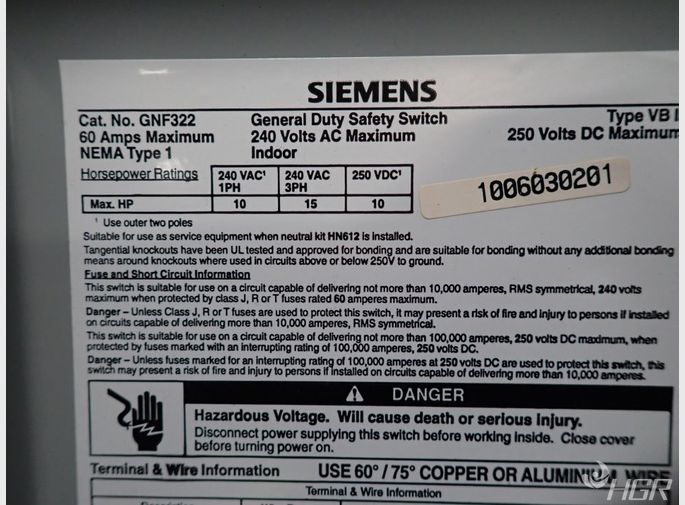 SIEMENS
Cat. No. GNF322 General Duty Safety Switch Type VB I
60 Amps Maximum 240 Volts AC Maximum 250 Volts DC Maximum
NEMA Type 1 Indoor
Horsepower Ratings 240 VAC¹ 1PH 240 VAC 3PH 250 VDC¹
Max. HP 10 15 10
1006030201
¹ Use outer two poles
Suitable for use as service equipment when neutral kit HN612 is installed.
Tangential knockouts have been UL tested and approved for bonding and are suitable for bonding without any additional bonding
means around knockouts where used in circuits above or below 250V to ground.
Fuse and Short Circuit Information
This switch is suitable for use on a circuit capable of delivering not more than 10,000 amperes, RMS symmetrical, 240 volts
maximum when protected by class J, R or T fuses rated 60 amperes maximum.
Danger – Unless Class J, R or T fuses are used to protect this switch, it may present a risk of fire and injury to persons if installed
on circuits capable of delivering more than 10,000 amperes, RMS symmetrical.
This switch is suitable for use on a circuit capable of delivering not more than 100,000 amperes, 250 volts DC maximum, when
protected by fuses marked with an interrupting rating of 100,000 amperes, 250 volts DC.
Danger – Unless fuses marked for an interrupting rating of 100,000 amperes at 250 volts DC are used to protect this switch, this
switch may present a risk of fire and injury to persons if installed on circuits capable of delivering more than 10,000 amperes.
DANGER
Hazardous Voltage. Will cause death or serious injury.
Disconnect power supplying this switch before working inside. Close cover
before turning power on.
Terminal & Wire Information USE 60° / 75° COPPER OR ALUMINUM WIRE
Terminal & Wire Information
HGR